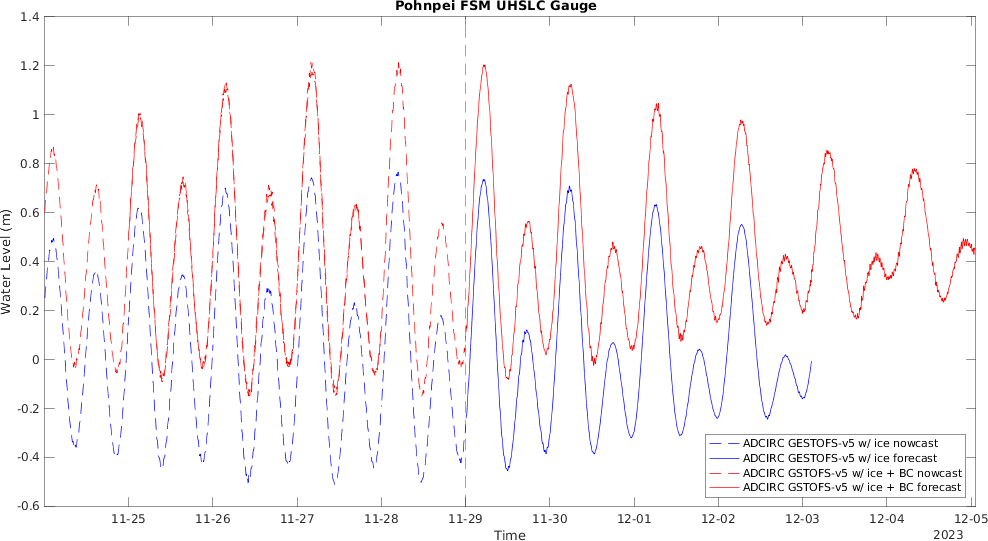 Pohnpei FSM UHSLC Gauge
1.4
1.2
1
0.8
0.6
0.4
0.2
0
-0.2
-0.4
-0.6
Water Level (m)
11-25 11-26 11-27 11-28 11-29 11-30 12-01 12-02 12-03 12-04 12-05
Time
2023
ADCIRC GESTOFS-v5 w/ ice nowcast
ADCIRC GESTOFS-v5 w/ ice forecast
ADCIRC GSTOFS-v5 w/ ice + BC nowcast
ADCIRC GSTOFS-v5 w/ ice + BC forecast